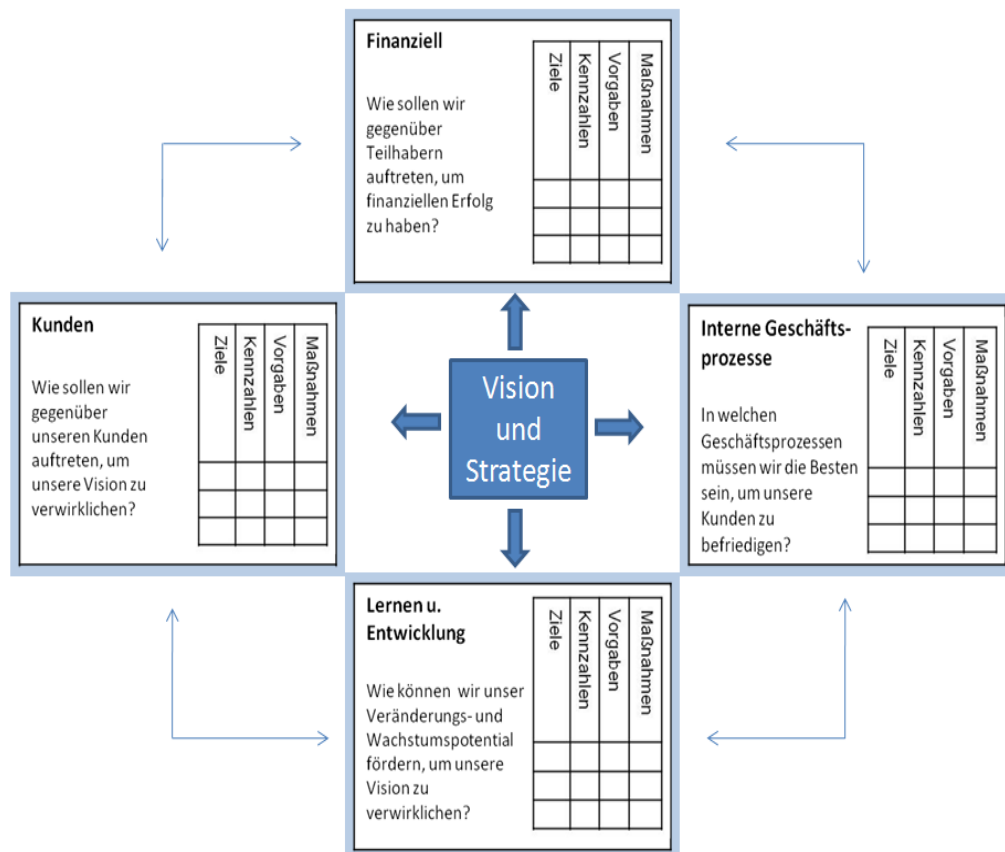 Finanziell
Wie sollen wir
gegenüber
Teilhabern
auftreten, um
finanziellen Erfolg
zu haben?
Ziele
Kennzahlen
Vorgaben
Maßnahmen
Kunden
Wie sollen wir
gegenüber
unseren Kunden
auftreten, um
unsere Vision zu
verwirklichen?
Ziele
Kennzahlen
Vorgaben
Maßnahmen
Vision
und
Strategie
Interne Geschäfts-
prozesse
In welchen
Geschäftsprozessen
müssen wir die Besten
sein, um unsere
Kunden zu
befriedigen?
Ziele
Kennzahlen
Vorgaben
Maßnahmen
Lernen u.
Entwicklung
Wie können wir unser
Veränderungs- und
Wachstumspotential
fördern, um unsere
Vision zu
verwirklichen?
Ziele
Kennzahlen
Vorgaben
Maßnahmen